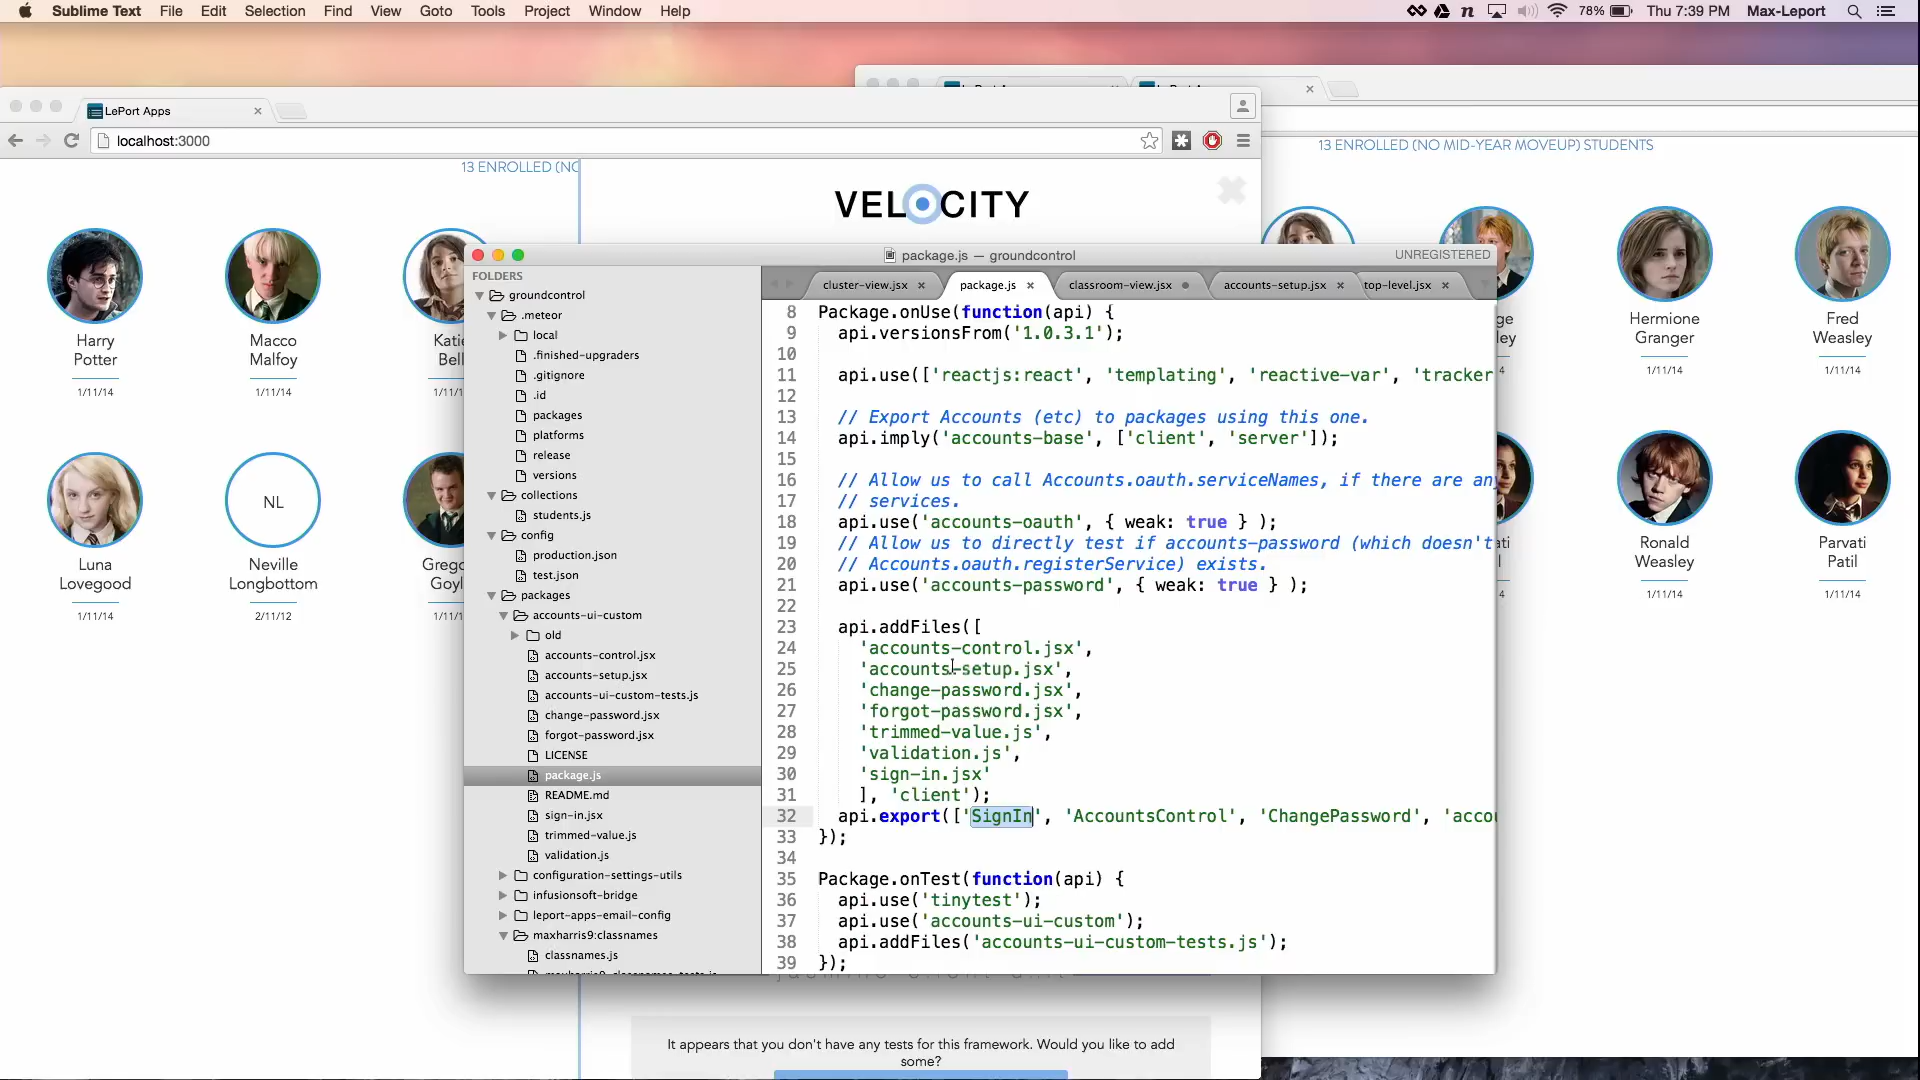 Sublime Text File Edit Selection Find View Goto Tools Project Window Help
78% Thu 7:39 PM Max-Leport
LePort Apps
localhost:3000
13 ENROLLED (NO
13 ENROLLED (NO MID-YEAR MOVEUP) STUDENTS
VELOCITY
Harry
Potter
1/11/14
Macco
Malfoy
1/11/14
Katie
Bell
1/11/1
Luna
Lovegood
1/11/14
NL
Neville
Longbottom
2/11/12
Grego
Goyl
1/11/1
package.js — groundcontrol
UNREGISTERED
FOLDERS
groundcontrol
.meteor
local
.finished-upgraders
.gitignore
.id
packages
platforms
release
versions
collections
students.js
config
production.json
test.json
packages
accounts-ui-custom
old
accounts-control.jsx
accounts-setup.jsx
accounts-ui-custom-tests.js
change-password.jsx
forgot-password.jsx
LICENSE
package.js
README.md
sign-in.jsx
trimmed-value.js
validation.js
configuration-settings-utils
infusionsoft-bridge
leport-apps-email-config
maxharris9:classnames
classnames.js
cluster-view.jsx package.js classroom-view.jsx accounts-setup.jsx top-level.jsx
8 Package.onUse(function(api) {
9 api.versionsFrom('1.0.3.1');
10
11 api.use(['reactjs:react', 'templating', 'reactive-var', 'tracker
12
13 // Export Accounts (etc) to packages using this one.
14 api.imply('accounts-base', ['client', 'server']);
15
16 // Allow us to call Accounts.oauth.serviceNames, if there are any
17 // services.
18 api.use('accounts-oauth', { weak: true } );
19 // Allow us to directly test if accounts-password (which doesn't
20 // Accounts.oauth.registerService) exists.
21 api.use('accounts-password', { weak: true } );
22
23 api.addFiles([
24 'accounts-control.jsx',
25 'accounts-setup.jsx',
26 'change-password.jsx',
27 'forgot-password.jsx',
28 'trimmed-value.js',
29 'validation.js',
30 'sign-in.jsx'
31 ], 'client');
32 api.export(['SignIn', 'AccountsControl', 'ChangePassword', 'accou
33 });
34
35 Package.onTest(function(api) {
36 api.use('tinytest');
37 api.use('accounts-ui-custom');
38 api.addFiles('accounts-ui-custom-tests.js');
39 });
Hermione
Granger
1/11/14
Fred
Weasley
1/11/14
Ronald
Weasley
1/11/14
Parvati
Patil
1/11/14
It appears that you don't have any tests for this framework. Would you like to add
some?